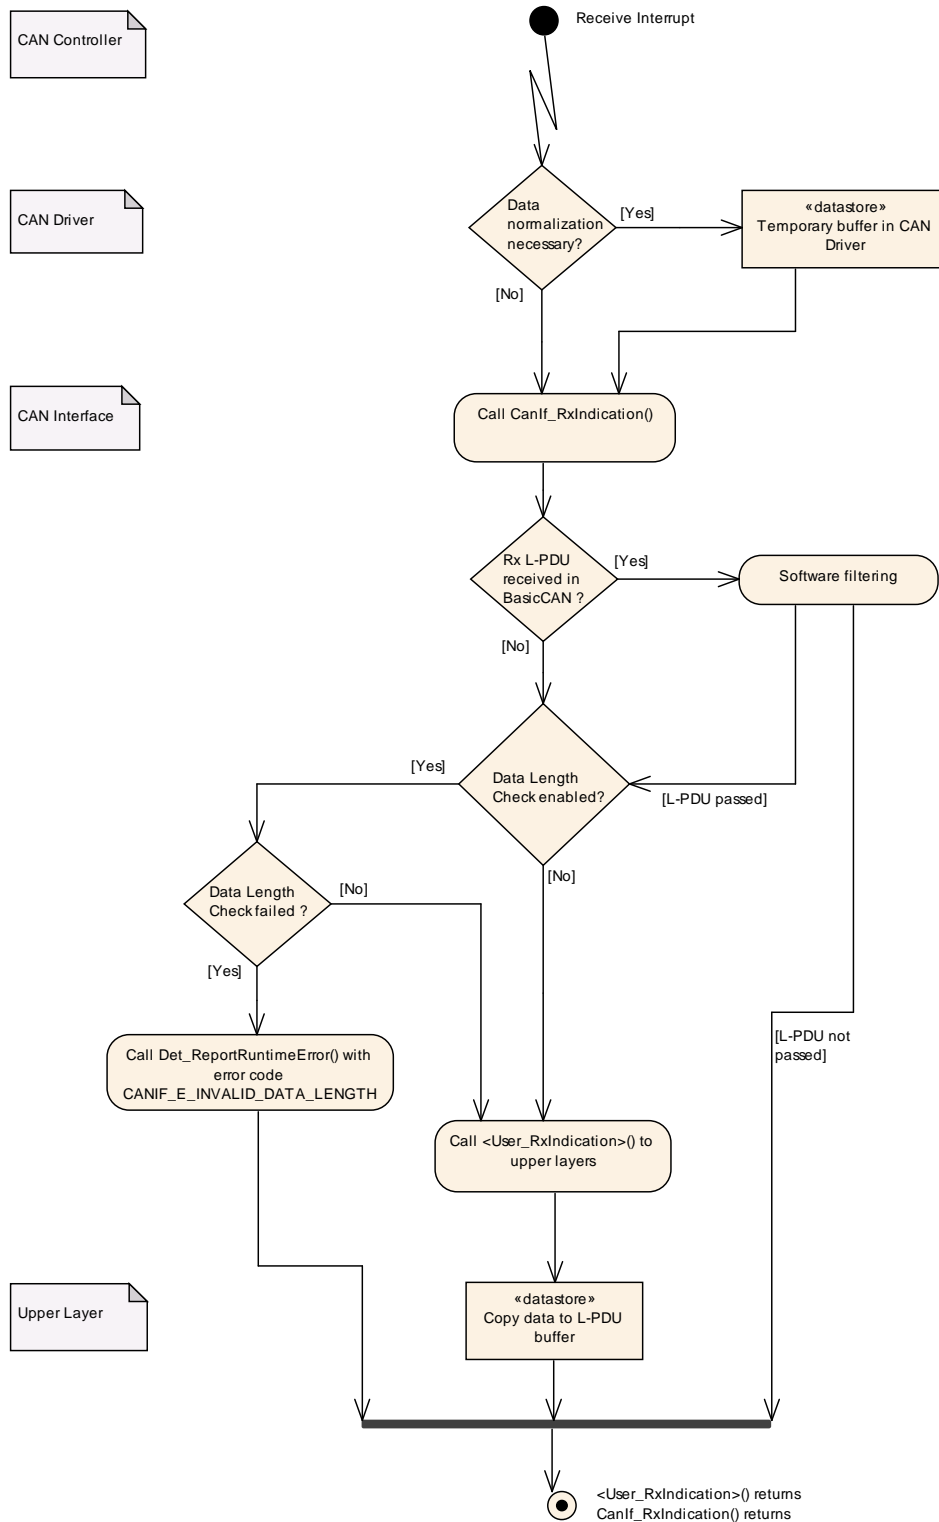 CAN Controller
Receive Interrupt
CAN Driver
Data
normalization
necessary?
[Yes]
«datastore»
Temporary buffer in CAN
Driver
[No]
CAN Interface
Call CanIf_RxIndication()
Rx L-PDU
received in
BasicCAN ?
[Yes]
Software filtering
[No]
[Yes]
Data Length
Check enabled?
[L-PDU passed]
[No]
Data Length
Check failed ?
[No]
[Yes]
Call Det_ReportRuntimeError() with
error code
CANIF_E_INVALID_DATA_LENGTH
[L-PDU not
passed]
Call <User_RxIndication>() to
upper layers
Upper Layer
«datastore»
Copy data to L-PDU
buffer
<User_RxIndication>() returns
CanIf_RxIndication() returns